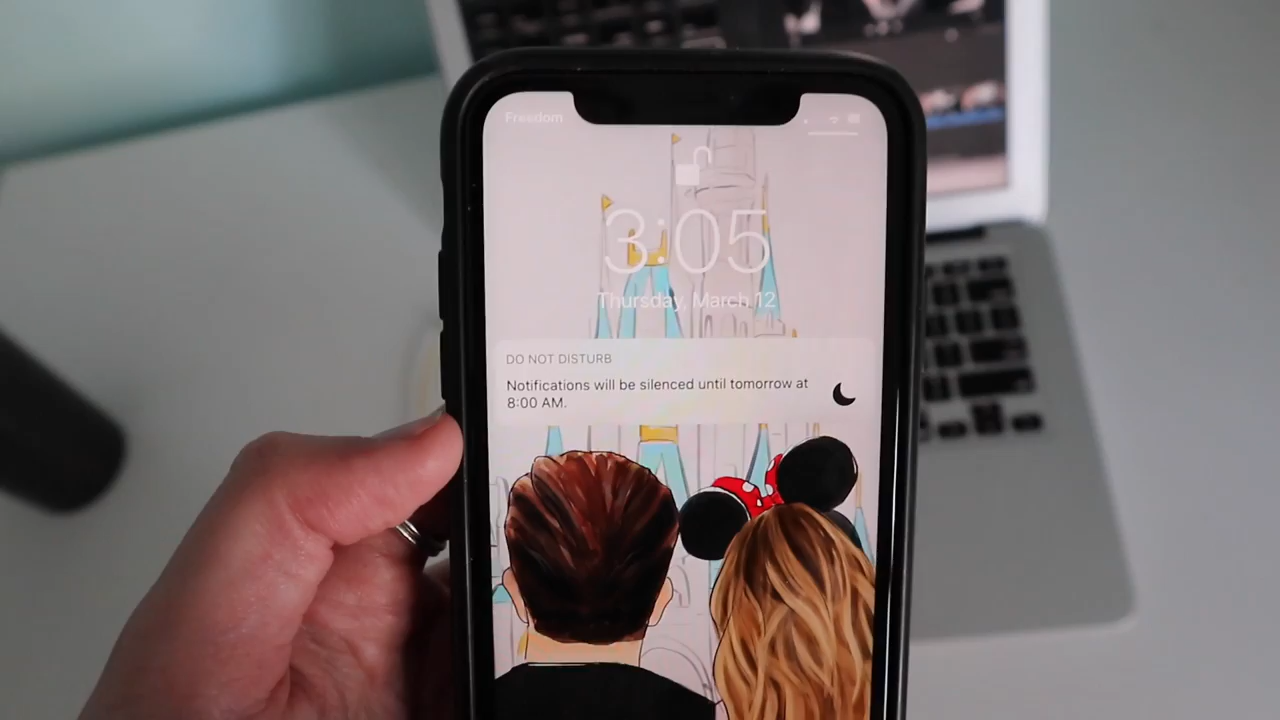 Freedom
3:05
Thursday, March 12
DO NOT DISTURB
Notifications will be silenced until tomorrow at
8:00 AM.